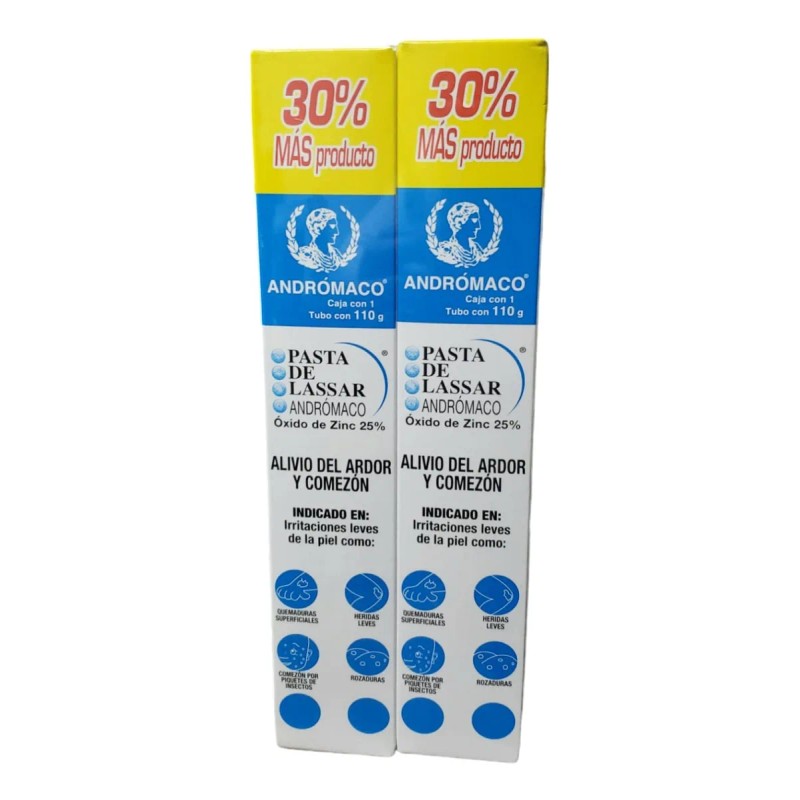 30%
MÁS producto
ANDRÓMACO®
Caja con 1
Tubo con 110 g
PASTA ®
DE
LASSAR
ANDRÓMACO
Óxido de Zinc 25%
ALIVIO DEL ARDOR
Y COMEZÓN
INDICADO EN:
Irritaciones leves
de la piel como:
QUEMADURAS
SUPERFICIALES
HERIDAS
LEVES
COMEZÓN POR
PIQUETES DE
INSECTOS
ROZADURAS
30%
MÁS producto
ANDRÓMACO®
Caja con 1
Tubo con 110 g
PASTA ®
DE
LASSAR
ANDRÓMACO
Óxido de Zinc 25%
ALIVIO DEL ARDOR
Y COMEZÓN
INDICADO EN:
Irritaciones leves
de la piel como:
QUEMADURAS
SUPERFICIALES
HERIDAS
LEVES
COMEZÓN POR
PIQUETES DE
INSECTOS
ROZADURAS